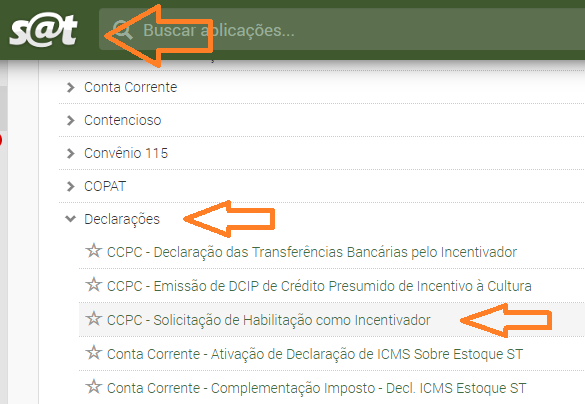 s@t
Buscar aplicações...
Conta Corrente
Contencioso
Convênio 115
COPAT
Declarações
CCPC - Declaração das Transferências Bancárias pelo Incentivador
CCPC - Emissão de DCIP de Crédito Presumido de Incentivo à Cultura
CCPC - Solicitação de Habilitação como Incentivador
Conta Corrente - Ativação de Declaração de ICMS Sobre Estoque ST
Conta Corrente - Complementação Imposto - Decl. ICMS Estoque ST